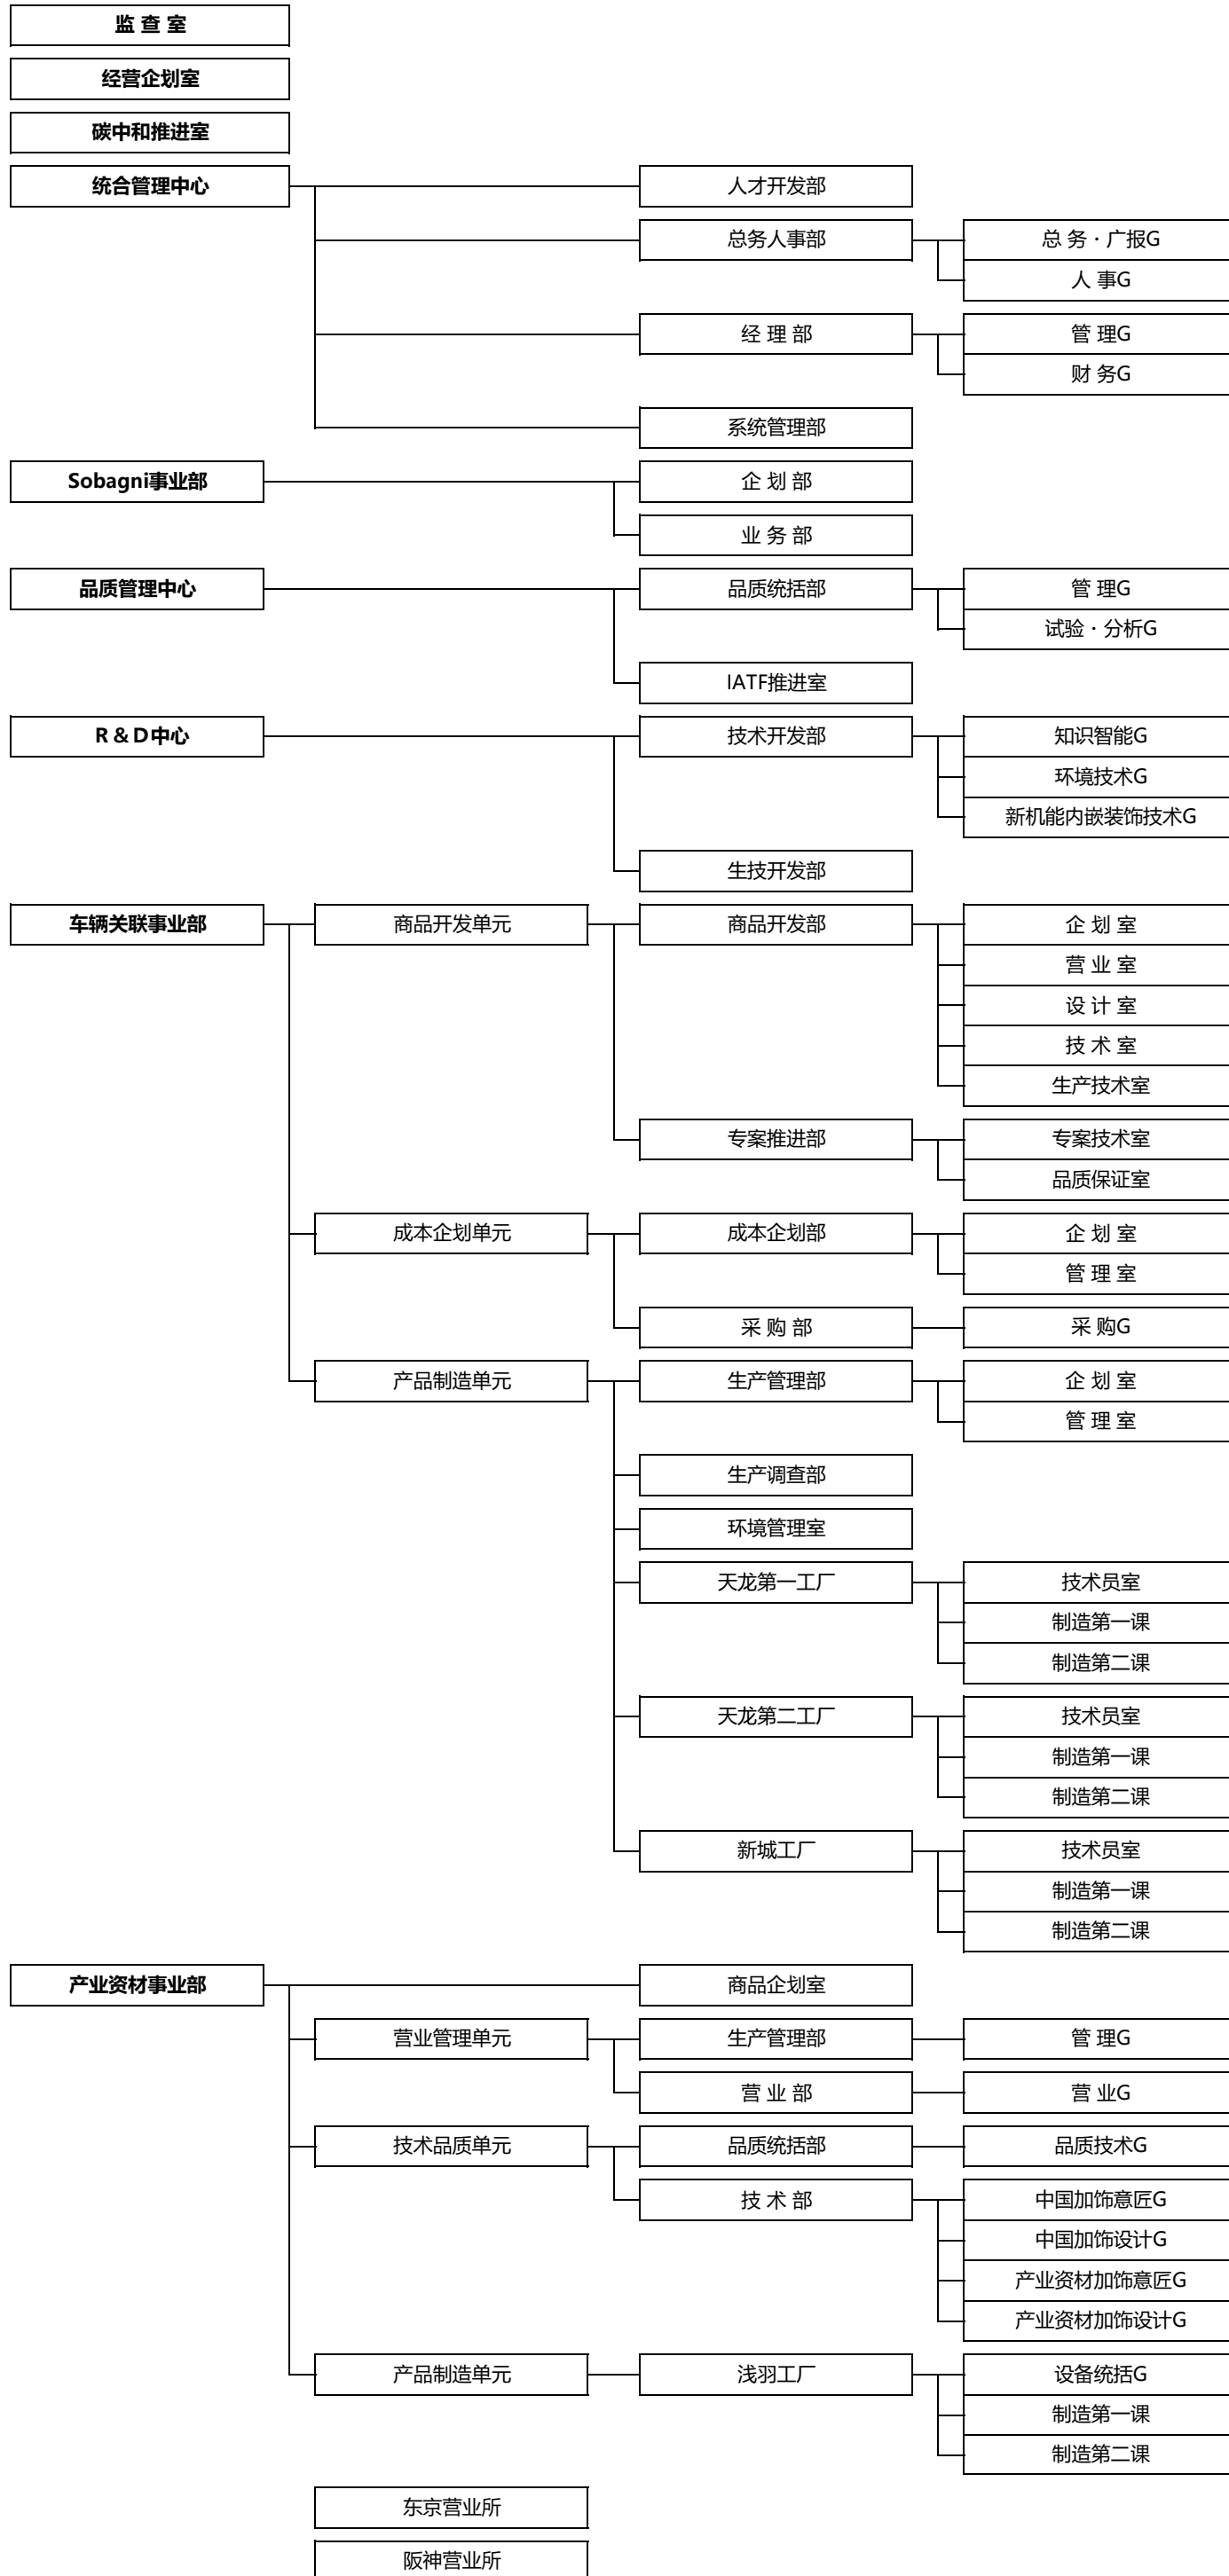 监 查 室
经营企划室
碳中和推进室
统合管理中心 人才开发部
总务人事部 总 务・广报G
人 事G
经 理 部 管 理G
财 务G
系统管理部
Sobagni事业部 企 划 部
业 务 部
品质管理中心 品质统括部 管 理G
试验・分析G
IATF推进室
R＆D中心 技术开发部 知识智能G
环境技术G
新机能内嵌装饰技术G
生技开发部
车辆关联事业部 商品开发单元 商品开发部 企 划 室
营 业 室
设 计 室
技 术 室
生产技术室
专案推进部 专案技术室
品质保证室
成本企划单元 成本企划部 企 划 室
管 理 室
采 购 部 采 购G
产品制造单元 生产管理部 企 划 室
管 理 室
生产调查部
环境管理室
天龙第一工厂 技术员室
制造第一课
制造第二课
天龙第二工厂 技术员室
制造第一课
制造第二课
新城工厂 技术员室
制造第一课
制造第二课
产业资材事业部 商品企划室
营业管理单元 生产管理部 管 理G
营 业 部 营 业G
技术品质单元 品质统括部 品质技术G
技 术 部 中国加饰意匠G
中国加饰设计G
产业资材加饰意匠G
产业资材加饰设计G
产品制造单元 浅羽工厂 设备统括G
制造第一课
制造第二课
东京营业所
阪神营业所